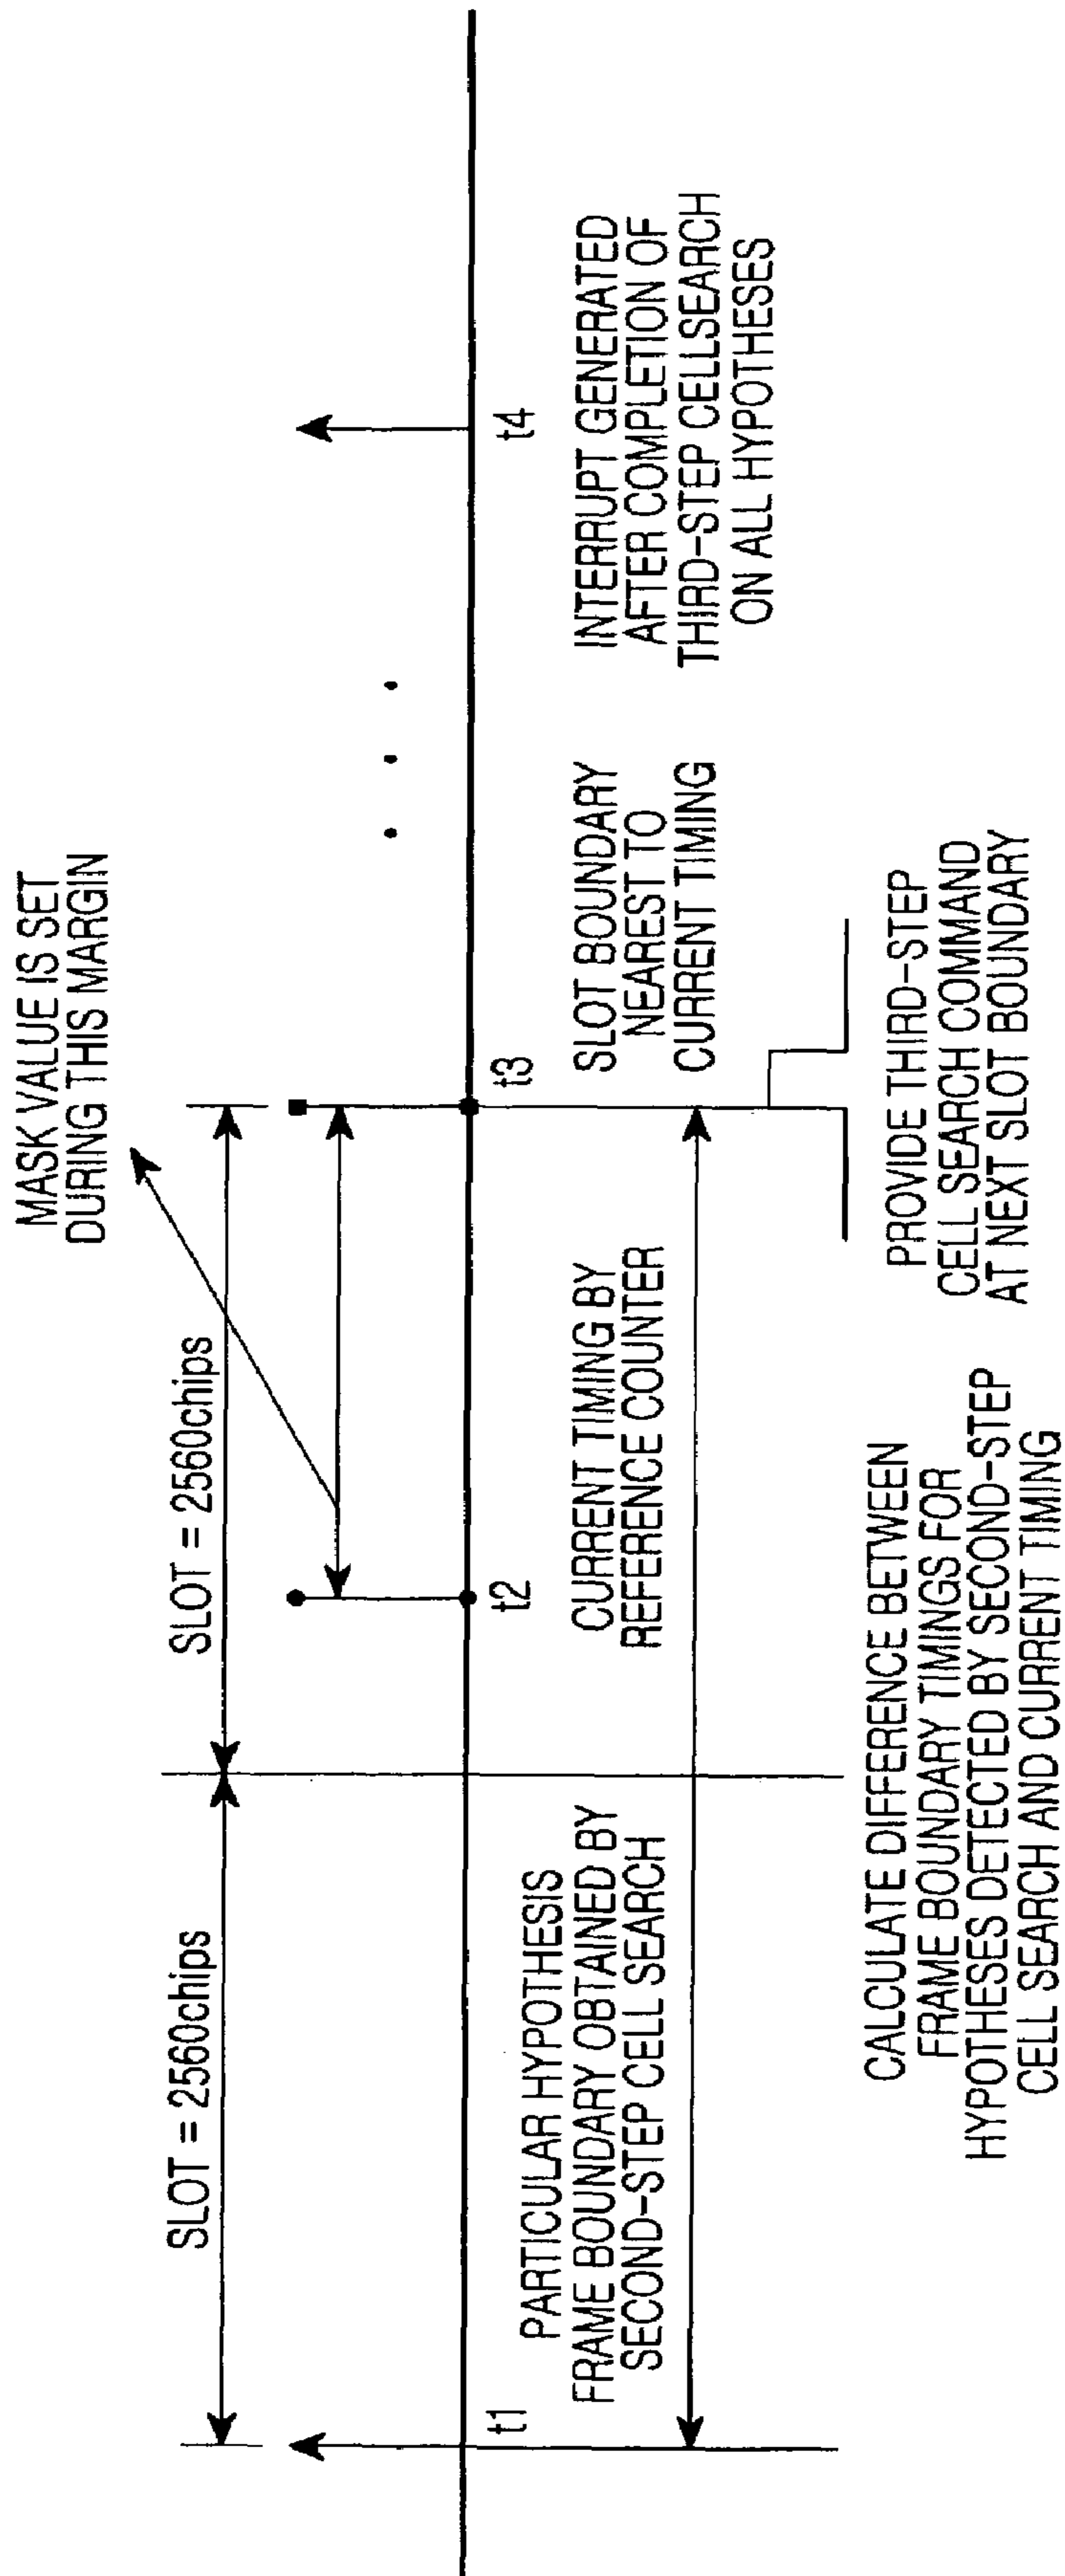 MASK VALUE IS SET
DURING THIS MARGIN
SLOT = 2560chips
SLOT = 2560chips
t1
t2
t3
t4
PARTICULAR HYPOTHESIS
FRAME BOUNDARY OBTAINED BY
SECOND-STEP CELL SEARCH
CURRENT TIMING BY
REFERENCE COUNTER
SLOT BOUNDARY
NEAREST TO
CURRENT TIMING
INTERRUPT GENERATED
AFTER COMPLETION OF
THIRD-STEP CELLSEARCH
ON ALL HYPOTHESES
CALCULATE DIFFERENCE BETWEEN
FRAME BOUNDARY TIMINGS FOR
HYPOTHESES DETECTED BY SECOND-STEP
CELL SEARCH AND CURRENT TIMING
PROVIDE THIRD-STEP
CELL SEARCH COMMAND
AT NEXT SLOT BOUNDARY